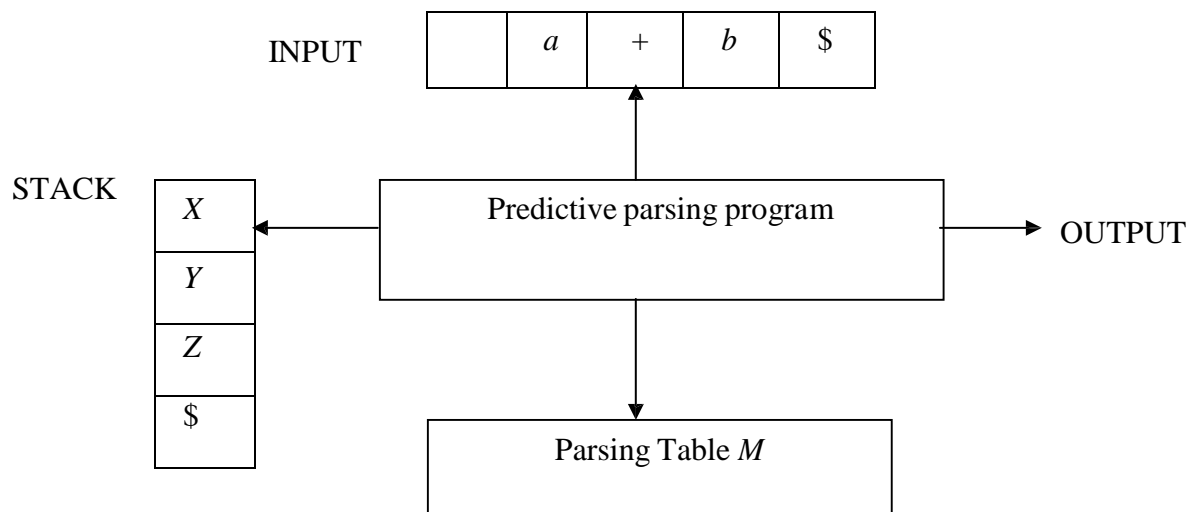 INPUT
a + b $
STACK
X
Y
Z
$
Predictive parsing program
OUTPUT
Parsing Table M